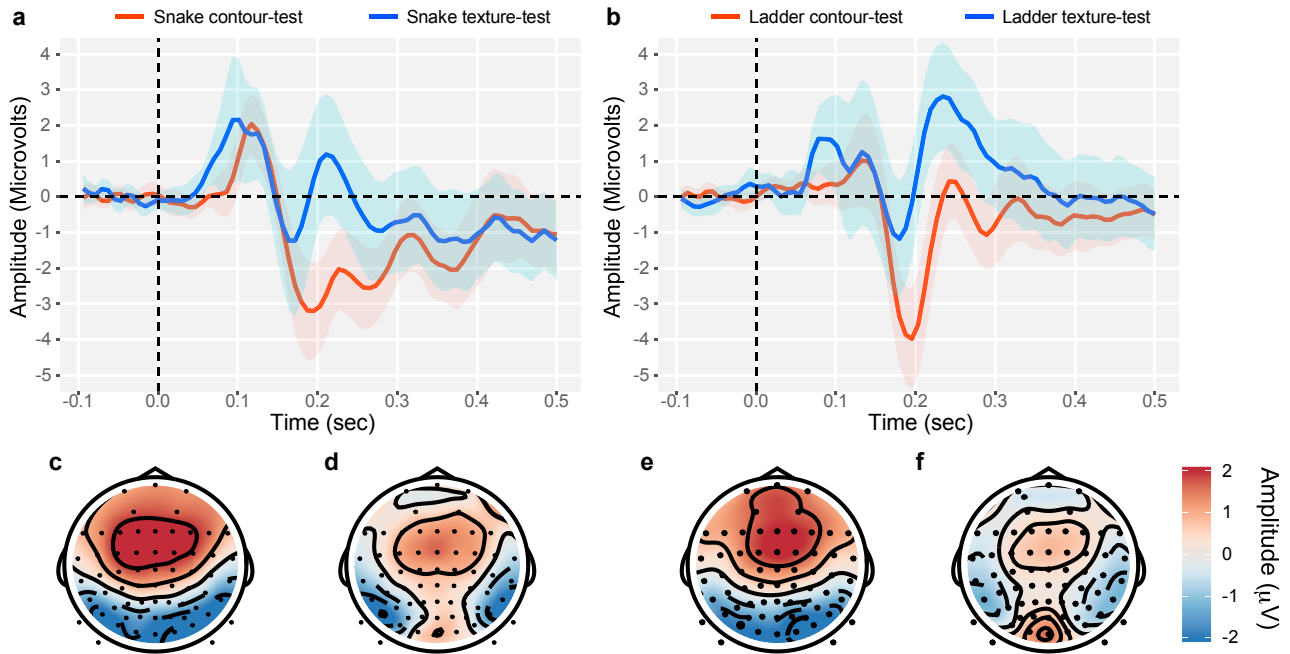 a Snake contour-test Snake texture-test
b Ladder contour-test Ladder texture-test
Amplitude (Microvolts)
4
3
2
1
0
-1
-2
-3
-4
-5
-0.1 0.0 0.1 0.2 0.3 0.4 0.5
Time (sec)
Amplitude (Microvolts)
4
3
2
1
0
-1
-2
-3
-4
-5
-0.1 0.0 0.1 0.2 0.3 0.4 0.5
Time (sec)
c d e f
2
1
0
-1
-2
Amplitude (μV)